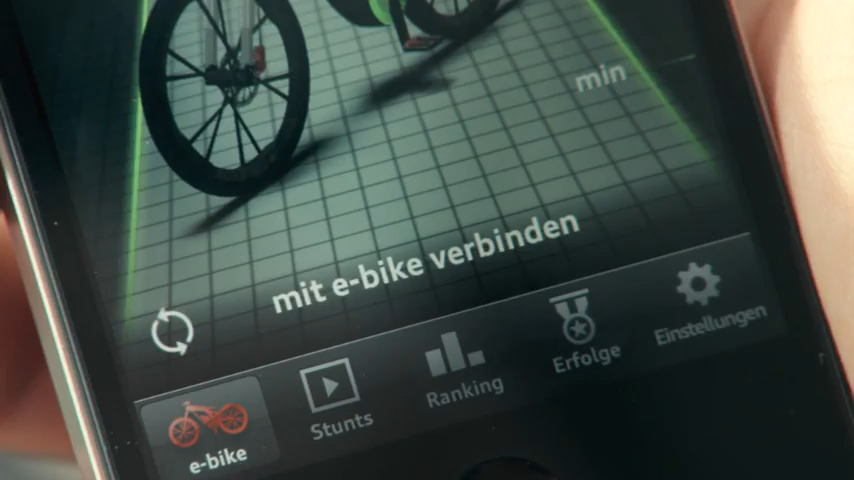 min
mit e-bike verbinden
e-bike
Stunts
Ranking
Erfolge
Einstellungen